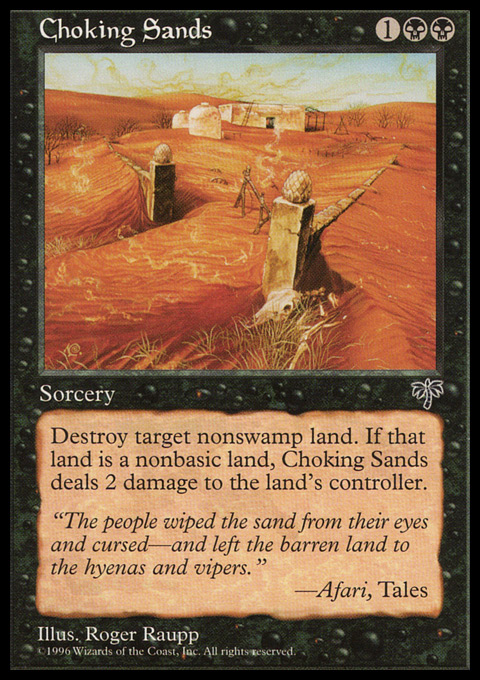 Choking Sands
1
Sorcery
Destroy target nonswamp land. If that
land is a nonbasic land, Choking Sands
deals 2 damage to the land's controller.
"The people wiped the sand from their eyes
and cursed—and left the barren land to
the hyenas and vipers."
—Afari, Tales
Illus. Roger Raupp
©1996 Wizards of the Coast, Inc. All rights reserved.